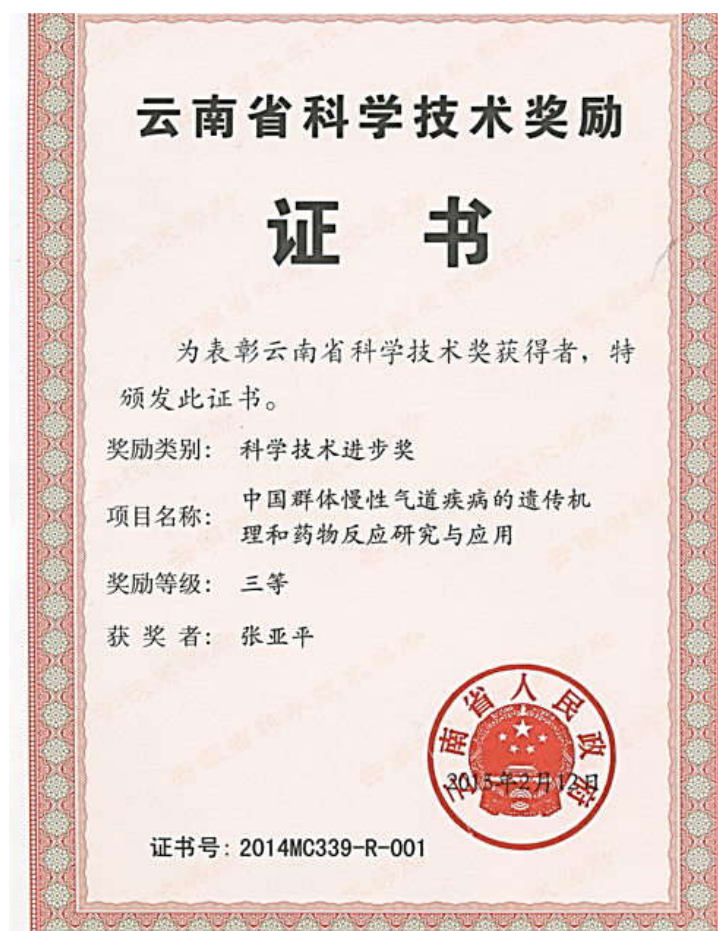 云南省科学技术奖励
证 书
为表彰云南省科学技术奖获得者，特
颁发此证书。
奖励类别： 科学技术进步奖
项目名称： 中国群体慢性气道疾病的遗传机
理和药物反应研究与应用
奖励等级： 三等
获 奖 者： 张亚平
云南省人民政府
2015年2月12日
证书号：2014MC339-R-001